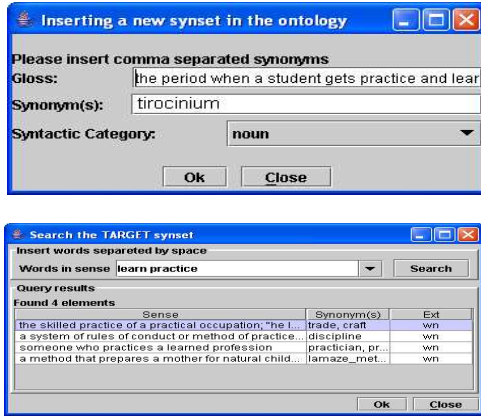 Inserting a new synset in the ontology
Please insert comma separated synonyms
Gloss: the period when a student gets practice and lear
Synonym(s): tirocinium
Syntactic Category: noun
Ok Close
Search the TARGET synset
Insert words separeted by space
Words in sense learn practice Search
Query results
Found 4 elements
Sense Synonym(s) Ext
the skilled practice of a practical occupation; "he l... trade, craft wn
a system of rules of conduct or method of practice... discipline wn
someone who practices a learned profession practician, pr... wn
a method that prepares a mother for natural child... lamaze_met... wn
Ok Close